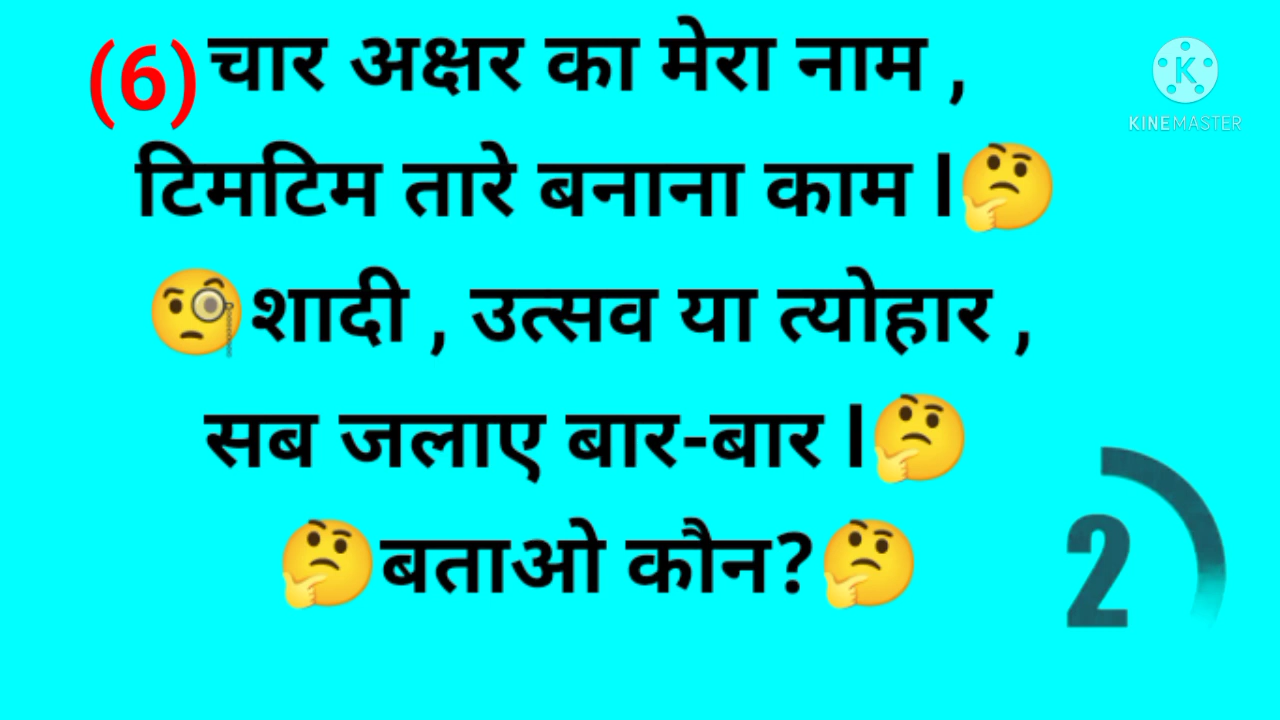 (6) चार अक्षर का मेरा नाम ,
टिमटिम तारे बनाना काम l🤔
🧐शादी , उत्सव या त्योहार ,
सब जलाए बार-बार l🤔
🤔बताओ कौन?🤔
2
K
KINEMASTER